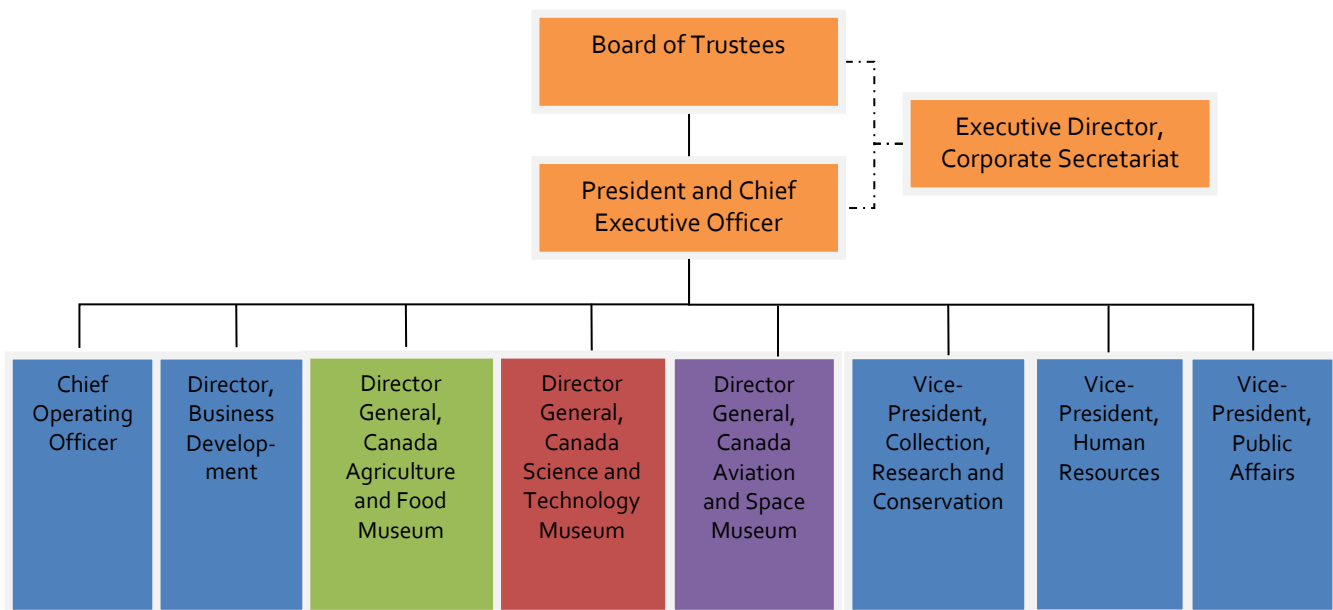 Board of Trustees
Executive Director,
Corporate Secretariat
President and Chief
Executive Officer
Chief
Operating
Officer
Director,
Business
Develop-
ment
Director
General,
Canada
Agriculture
and Food
Museum
Director
General,
Canada
Science and
Technology
Museum
Director
General,
Canada
Aviation
and Space
Museum
Vice-
President,
Collection,
Research and
Conservation
Vice-
President,
Human
Resources
Vice-
President,
Public
Affairs